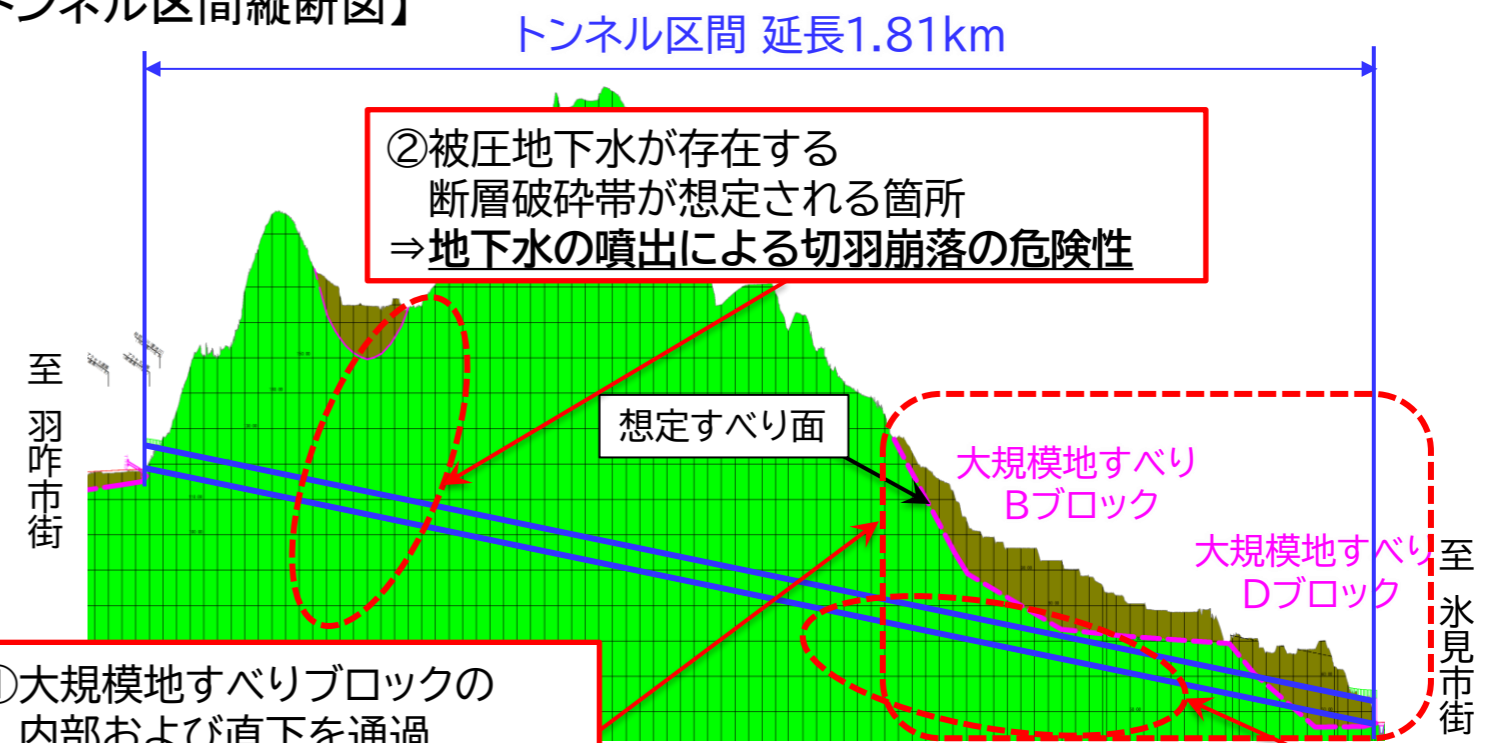 トンネル区間縦断図】
トンネル区間 延長1.81km
②被圧地下水が存在する
断層破砕帯が想定される箇所
⇒地下水の噴出による切羽崩落の危険性
至 羽咋市街
想定すべり面
大規模地すべり
Bブロック
大規模地すべり
Dブロック
至 氷見市街
①大規模地すべりブロックの
内部および直下を通過